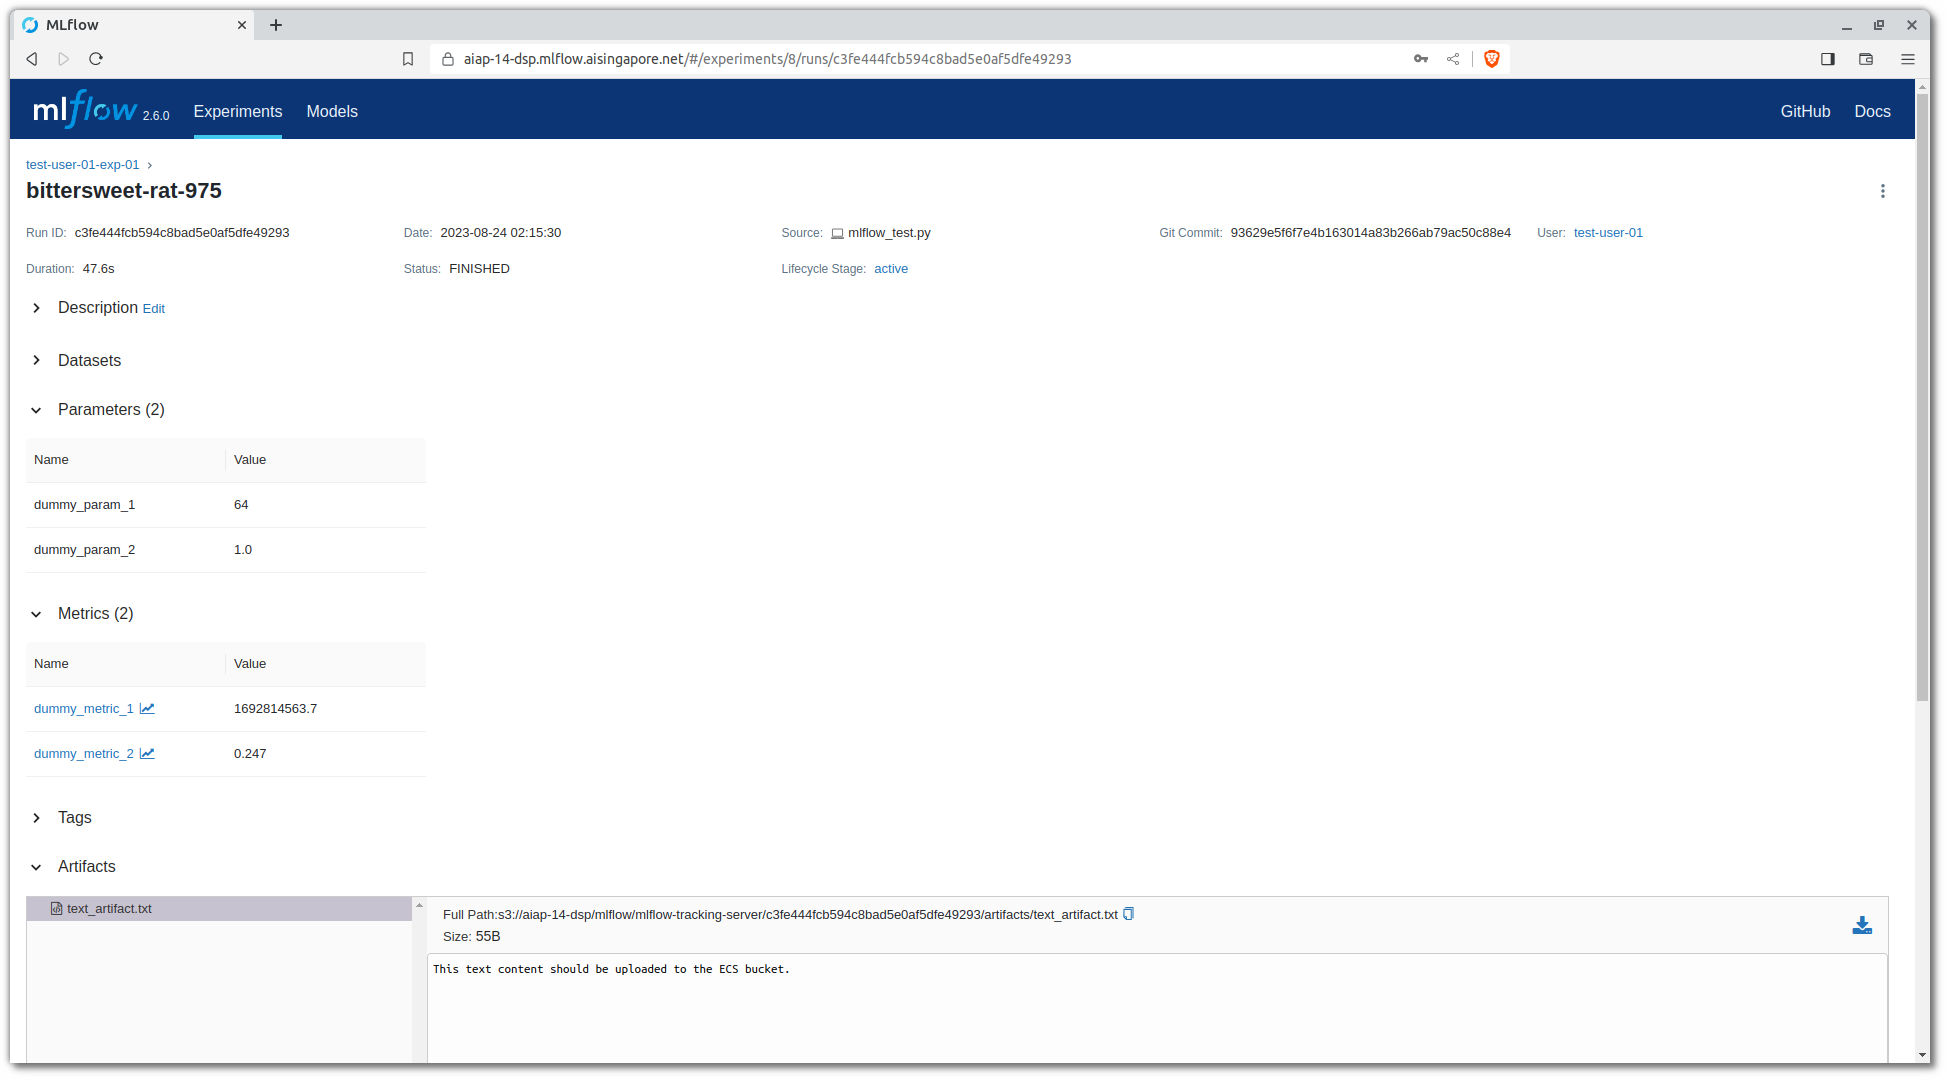 MLflow
aiap-14-dsp.mlflow.aisingapore.net/#/experiments/8/runs/c3fe444fcb594c8bad5e0af5dfe49293
mlflow 2.6.0 Experiments Models GitHub Docs
test-user-01-exp-01
bittersweet-rat-975
Run ID: c3fe444fcb594c8bad5e0af5dfe49293 Date: 2023-08-24 02:15:30 Source: mlflow_test.py Git Commit: 93629e5f6f7e4b163014a83b266ab79ac50c88e4 User: test-user-01
Duration: 47.6s Status: FINISHED Lifecycle Stage: active
Description Edit
Datasets
Parameters (2)
Name Value
dummy_param_1 64
dummy_param_2 1.0
Metrics (2)
Name Value
dummy_metric_1 1692814563.7
dummy_metric_2 0.247
Tags
Artifacts
text_artifact.txt
Full Path:s3://aiap-14-dsp/mlflow/mlflow-tracking-server/c3fe444fcb594c8bad5e0af5dfe49293/artifacts/text_artifact.txt
Size: 55B
This text content should be uploaded to the ECS bucket.